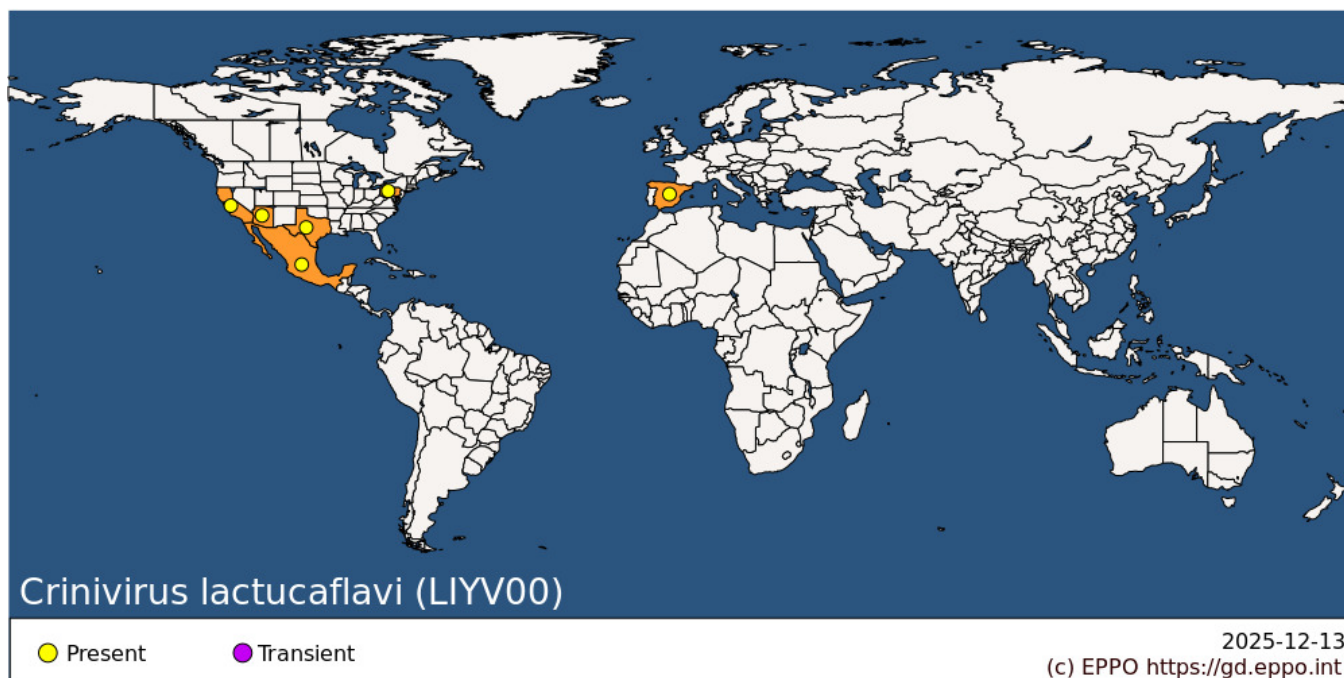 Crinivirus lactucaflavi (LIYV00)
Present
Transient
2025-12-13
(c) EPPO https://gd.eppo.int